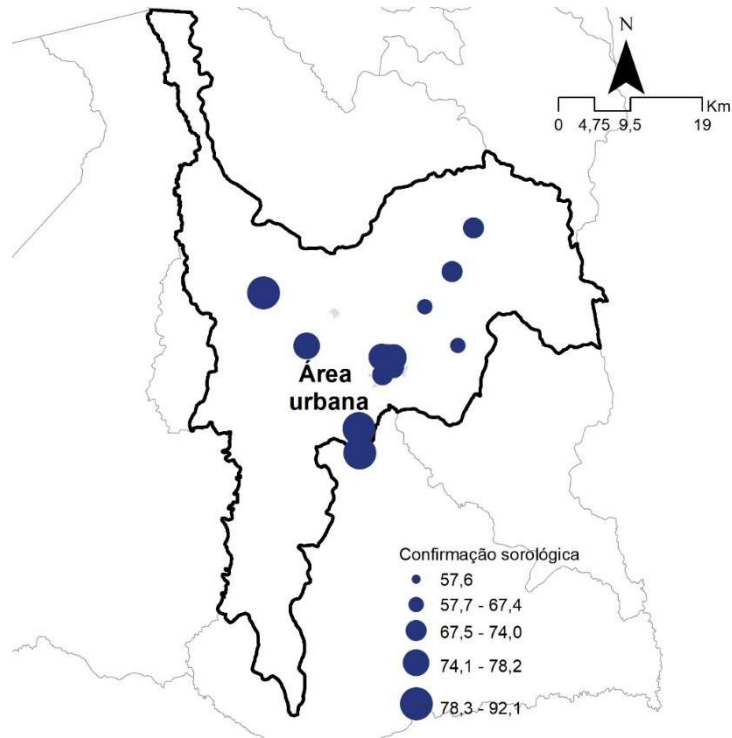 N
Km
0 4,75 9,5 19
Área
urbana
Confirmação sorológica
57,6
57,7 - 67,4
67,5 - 74,0
74,1 - 78,2
78,3 - 92,1